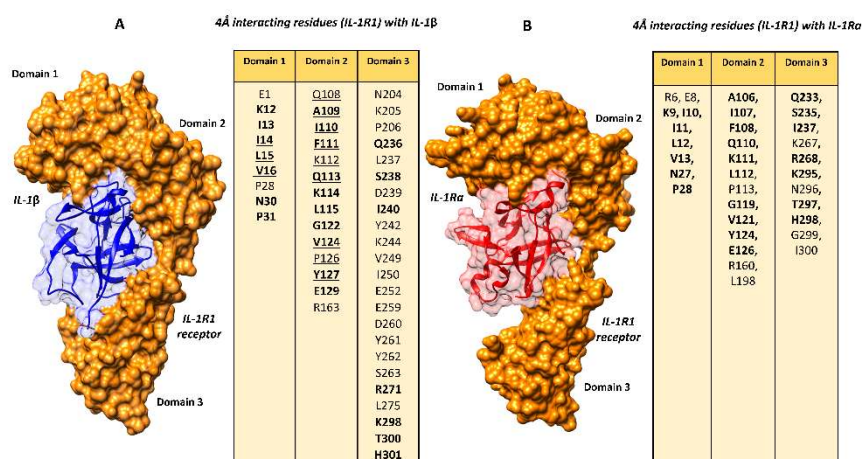 A
4Å interacting residues (IL-1R1) with IL-1β
Domain 1
Domain 2
IL-1β
IL-1R1
receptor
Domain 3
Domain 1
Domain 2
Domain 3
E1
K12
I13
I14
L15
V16
P28
N30
P31
Q108
A109
I110
F111
K112
Q113
K114
L115
G122
V124
P126
Y127
E129
R163
N204
K205
P206
Q236
L237
S238
D239
I240
Y242
K244
V249
I250
E252
E259
D260
Y261
Y262
S263
R271
L275
K298
T300
H301
B
4Å interacting residues (IL-1R1) with IL-1Ra
Domain 1
Domain 2
IL-1Ra
IL-1R1
receptor
Domain 3
Domain 1
Domain 2
Domain 3
R6, E8,
K9, I10,
I11,
L12,
V13,
N27,
P28
A106,
I107,
F108,
Q110,
K111,
L112,
P113,
G119,
V121,
Y124,
E126,
R160,
L198
Q233,
S235,
I237,
K267,
R268,
K295,
N296,
T297,
H298,
G299,
I300